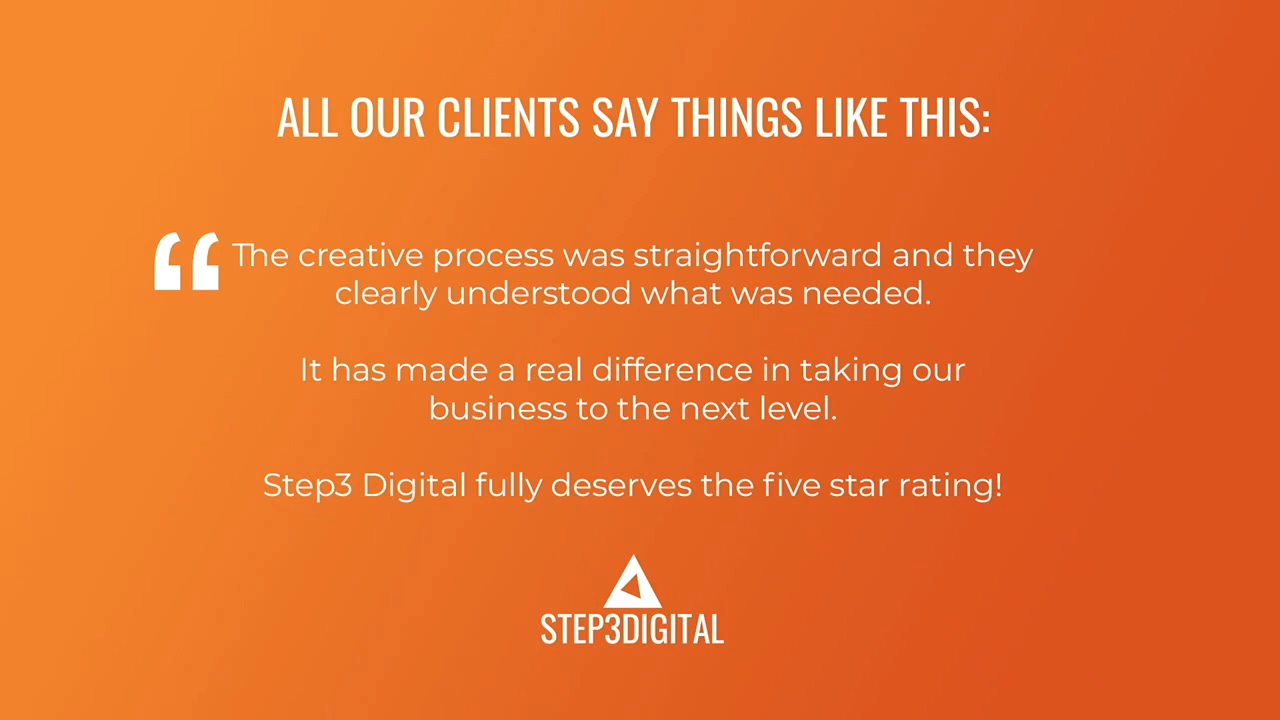 ALL OUR CLIENTS SAY THINGS LIKE THIS:
“ The creative process was straightforward and they
clearly understood what was needed.
It has made a real difference in taking our
business to the next level.
Step3 Digital fully deserves the five star rating!
STEP3DIGITAL